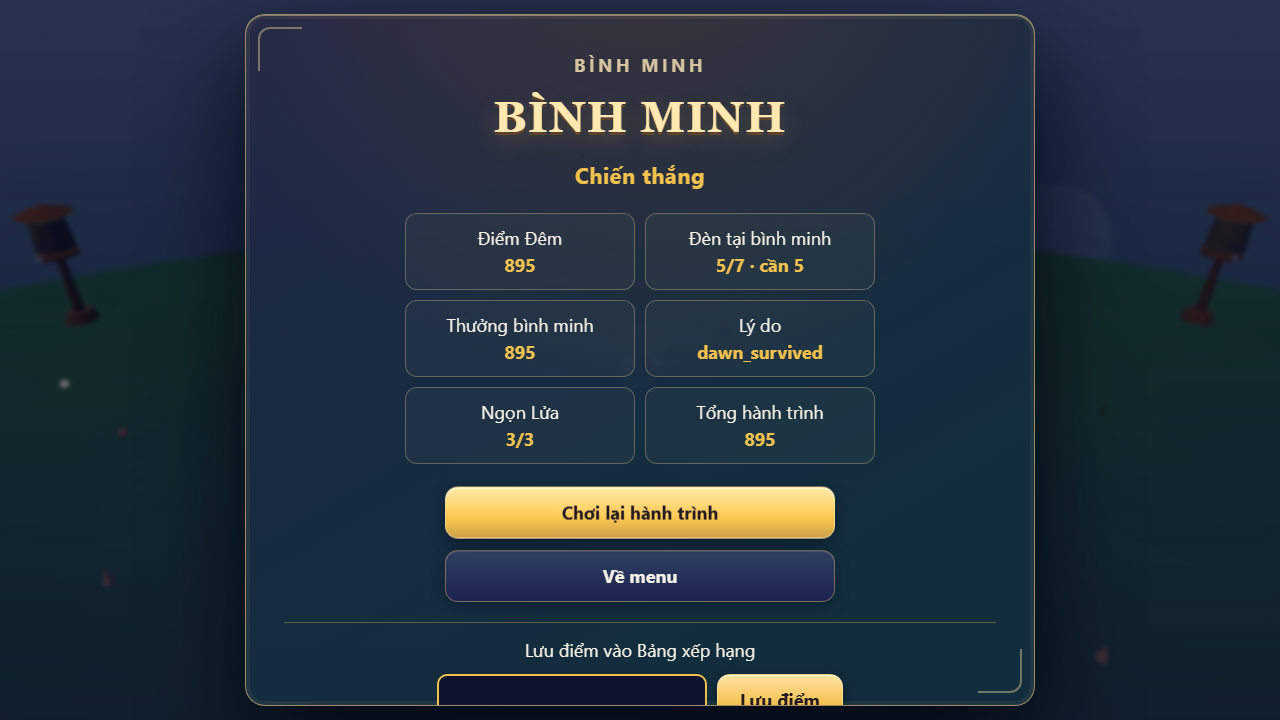 BÌNH MINH
BÌNH MINH
Chiến thắng
Điểm Đêm
895
Đèn tại bình minh
5/7 · cần 5
Thưởng bình minh
895
Lý do
dawn_survived
Ngọn Lửa
3/3
Tổng hành trình
895
Chơi lại hành trình
Về menu
Lưu điểm vào Bảng xếp hạng
Lưu điểm